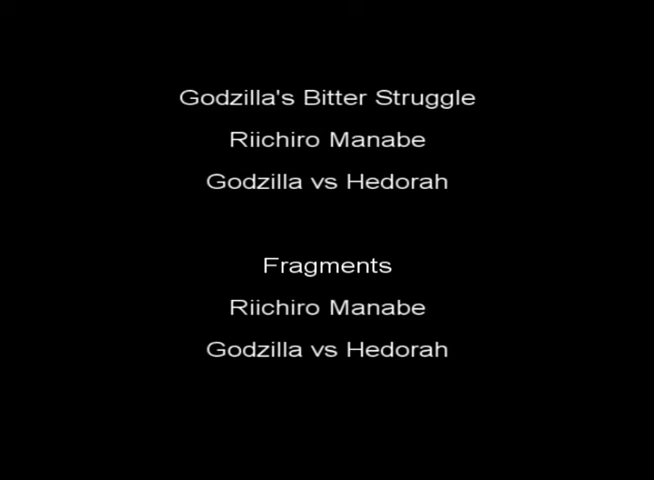 Godzilla's Bitter Struggle
Riichiro Manabe
Godzilla vs Hedorah
Fragments
Riichiro Manabe
Godzilla vs Hedorah